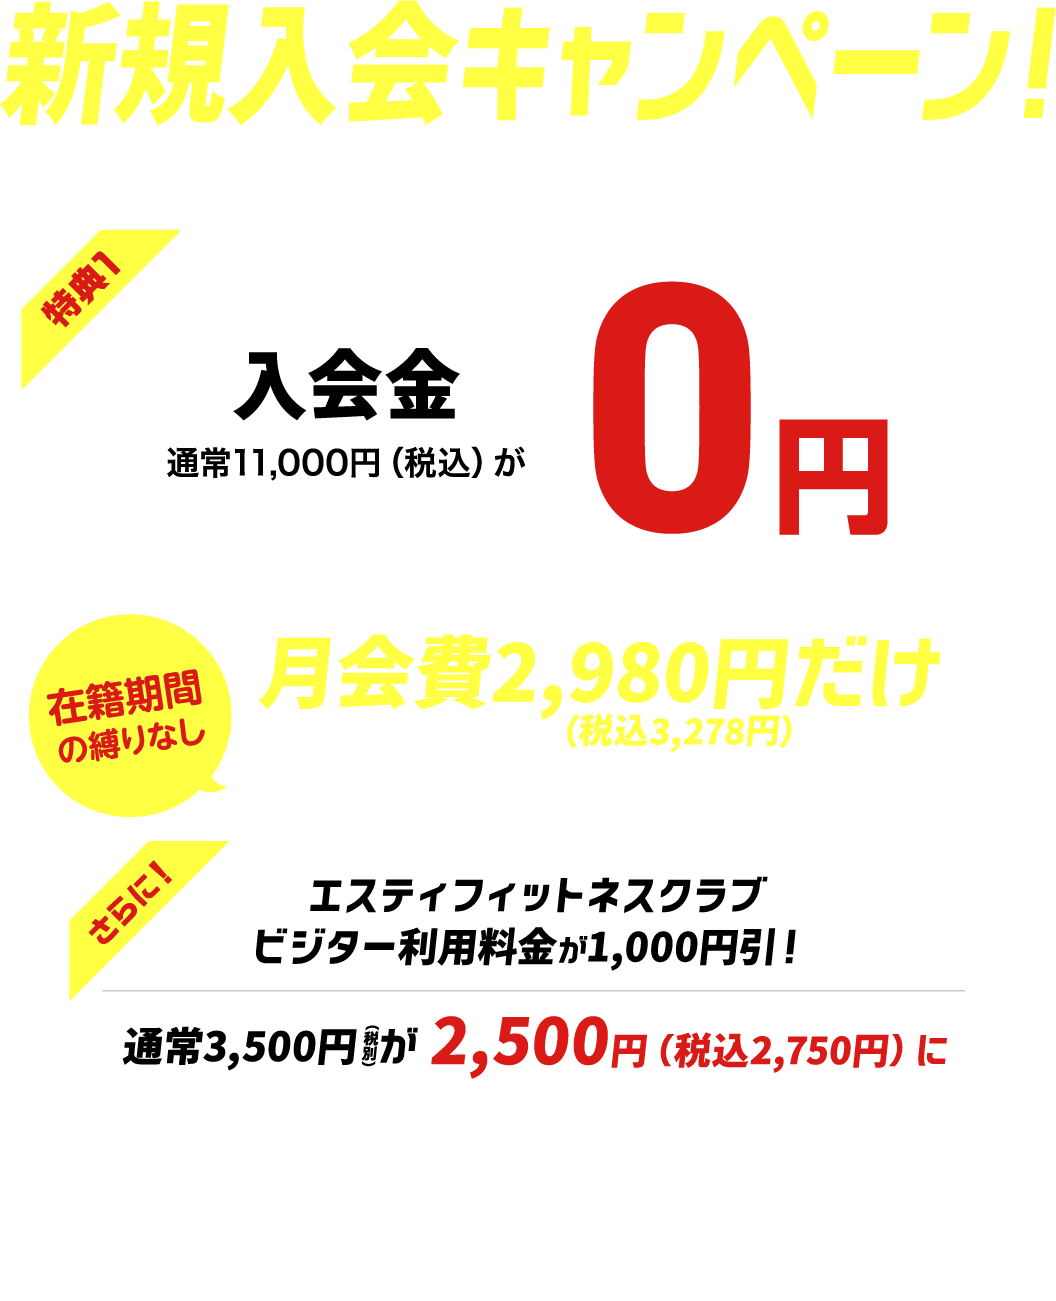 新規入会キャンペーン!
特典1
入会金
通常11,000円（税込）が
0円
在籍期間
の縛りなし
月会費2,980円だけ
（税込3,278円）
さらに！
エスティフィットネスクラブ
ビジター利用料金が1,000円引！
通常3,500円（税別）が 2,500円（税込2,750円）に